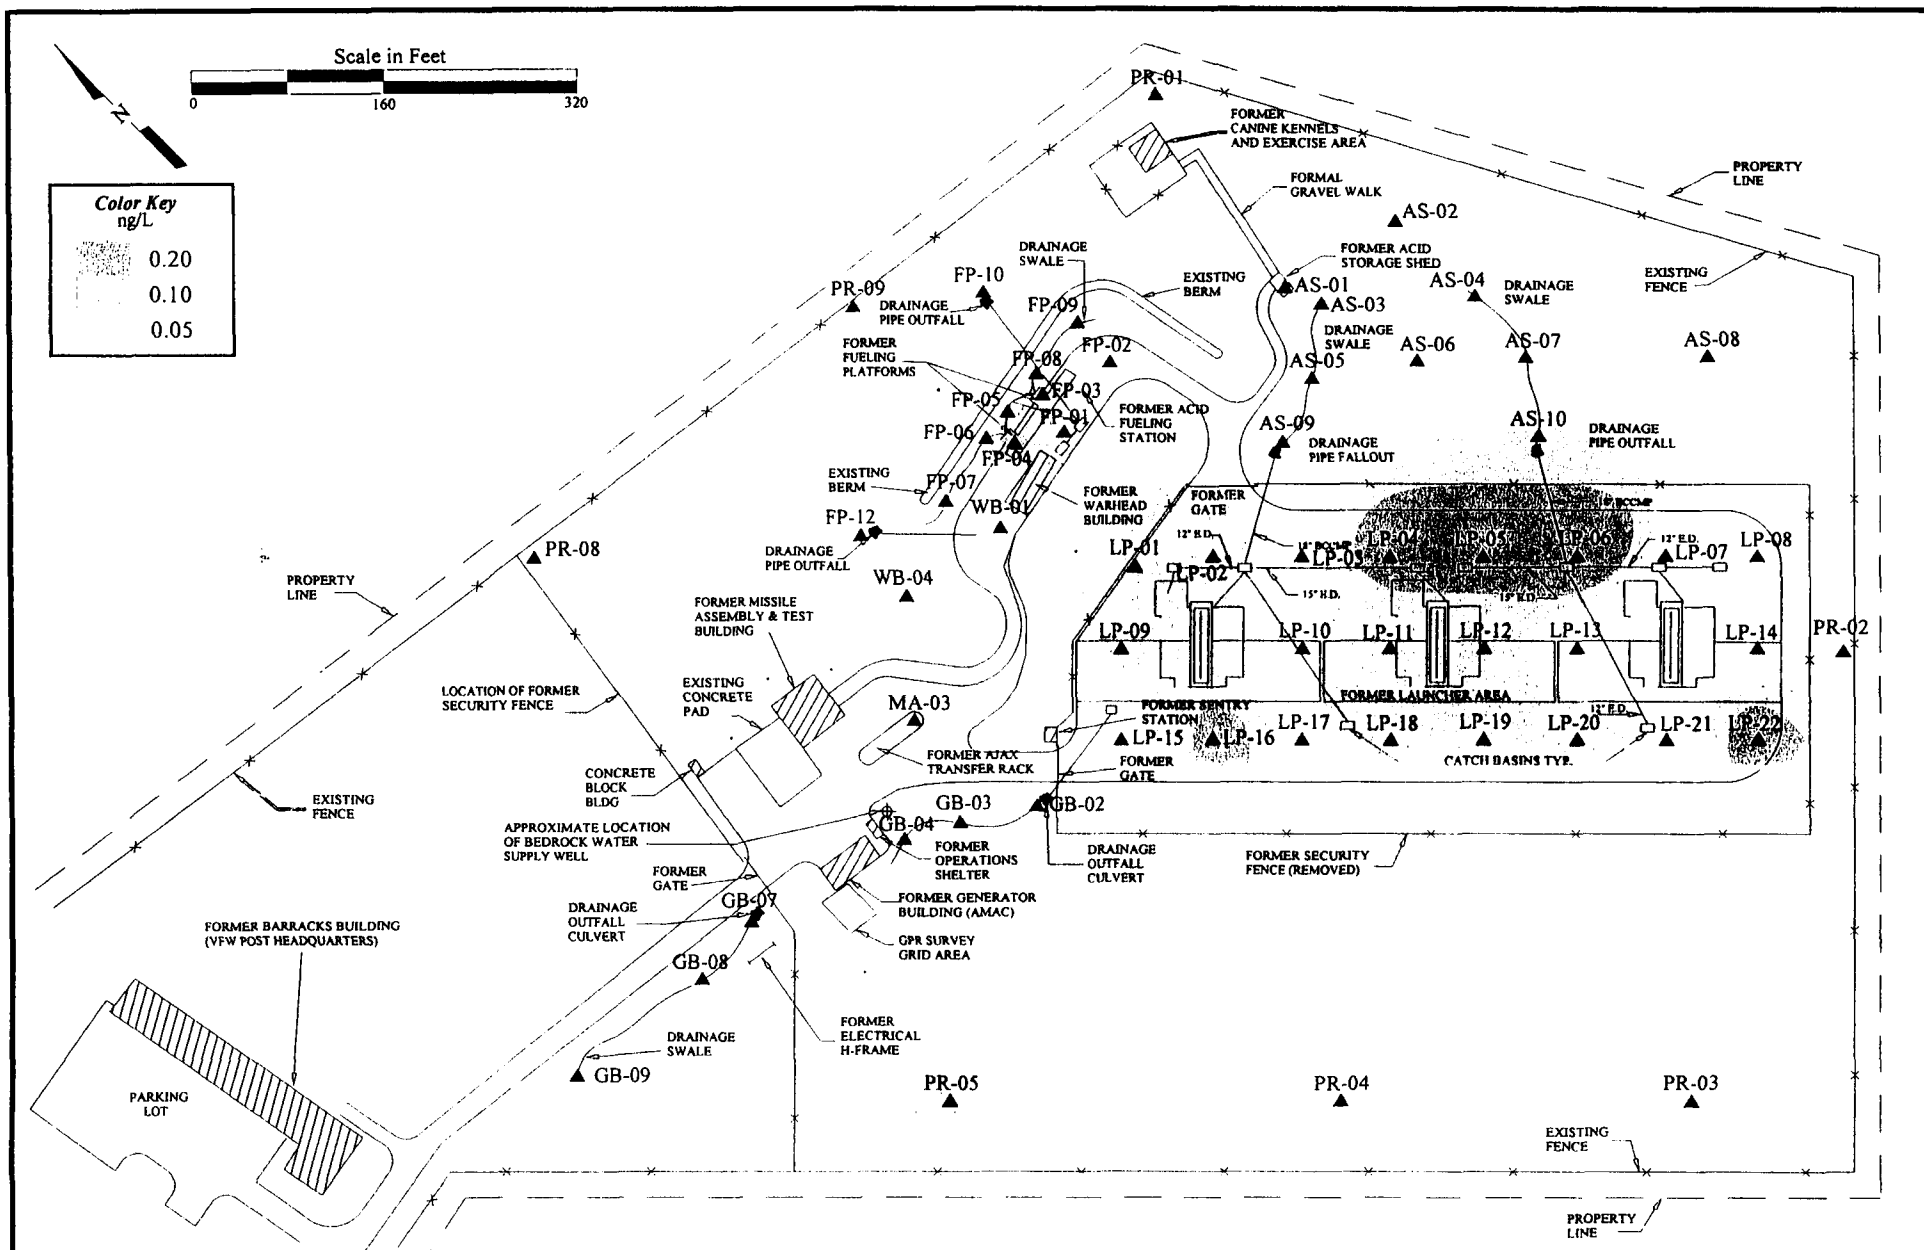 Scale in Feet
0
160
320
N
Color Key
ng/L
0.20
0.10
0.05
PR-01
FORMER
CANINE KENNELS
AND EXERCISE AREA
FORMAL
GRAVEL WALK
PROPERTY
LINE
AS-02
FORMER ACID
STORAGE SHED
EXISTING
FENCE
DRAINAGE
SWALE
EXISTING
BERM
AS-01
AS-03
AS-04
DRAINAGE
SWALE
PR-09
FP-10
DRAINAGE
PIPE OUTFALL
FP-09
DRAINAGE
SWALE
FORMER
FUELING
PLATFORMS
FP-08
FP-02
AS-05
AS-06
AS-07
AS-08
FP-05
FP-03
FORMER ACID
FUELING
STATION
FP-06
FP-01
FP-04
AS-09
DRAINAGE
PIPE FALLOUT
AS-10
DRAINAGE
PIPE OUTFALL
EXISTING
BERM
FP-07
WB-01
FORMER
WARHEAD
BUILDING
FORMER
GATE
FP-12
DRAINAGE
PIPE OUTFALL
PR-08
PROPERTY
LINE
WB-04
LP-01
12" H.D.
LP-02
LP-03
LP-04
LP-05
LP-06
12" H.D.
LP-07
LP-08
15" H.D.
15" H.D.
FORMER MISSILE
ASSEMBLY & TEST
BUILDING
LP-09
LP-10
LP-11
LP-12
LP-13
LP-14
PR-02
LOCATION OF FORMER
SECURITY FENCE
EXISTING
CONCRETE
PAD
MA-03
FORMER AJAX
TRANSFER RACK
FORMER SENTRY
STATION
FORMER LAUNCHER AREA
LP-15
LP-16
LP-17
LP-18
LP-19
LP-20
LP-21
LP-22
CATCH BASINS TYP.
FORMER
GATE
CONCRETE
BLOCK
BLDG
EXISTING
FENCE
GB-03
GB-02
GB-04
APPROXIMATE LOCATION
OF BEDROCK WATER
SUPPLY WELL
FORMER
OPERATIONS
SHELTER
DRAINAGE
OUTFALL
CULVERT
FORMER SECURITY
FENCE (REMOVED)
FORMER
GATE
GB-07
FORMER GENERATOR
BUILDING (AMAC)
DRAINAGE
OUTFALL
CULVERT
GPR SURVEY
GRID AREA
FORMER BARRACKS BUILDING
(VFW POST HEADQUARTERS)
GB-08
FORMER
ELECTRICAL
H-FRAME
DRAINAGE
SWALE
GB-09
PARKING
LOT
PR-05
PR-04
PR-03
EXISTING
FENCE
PROPERTY
LINE